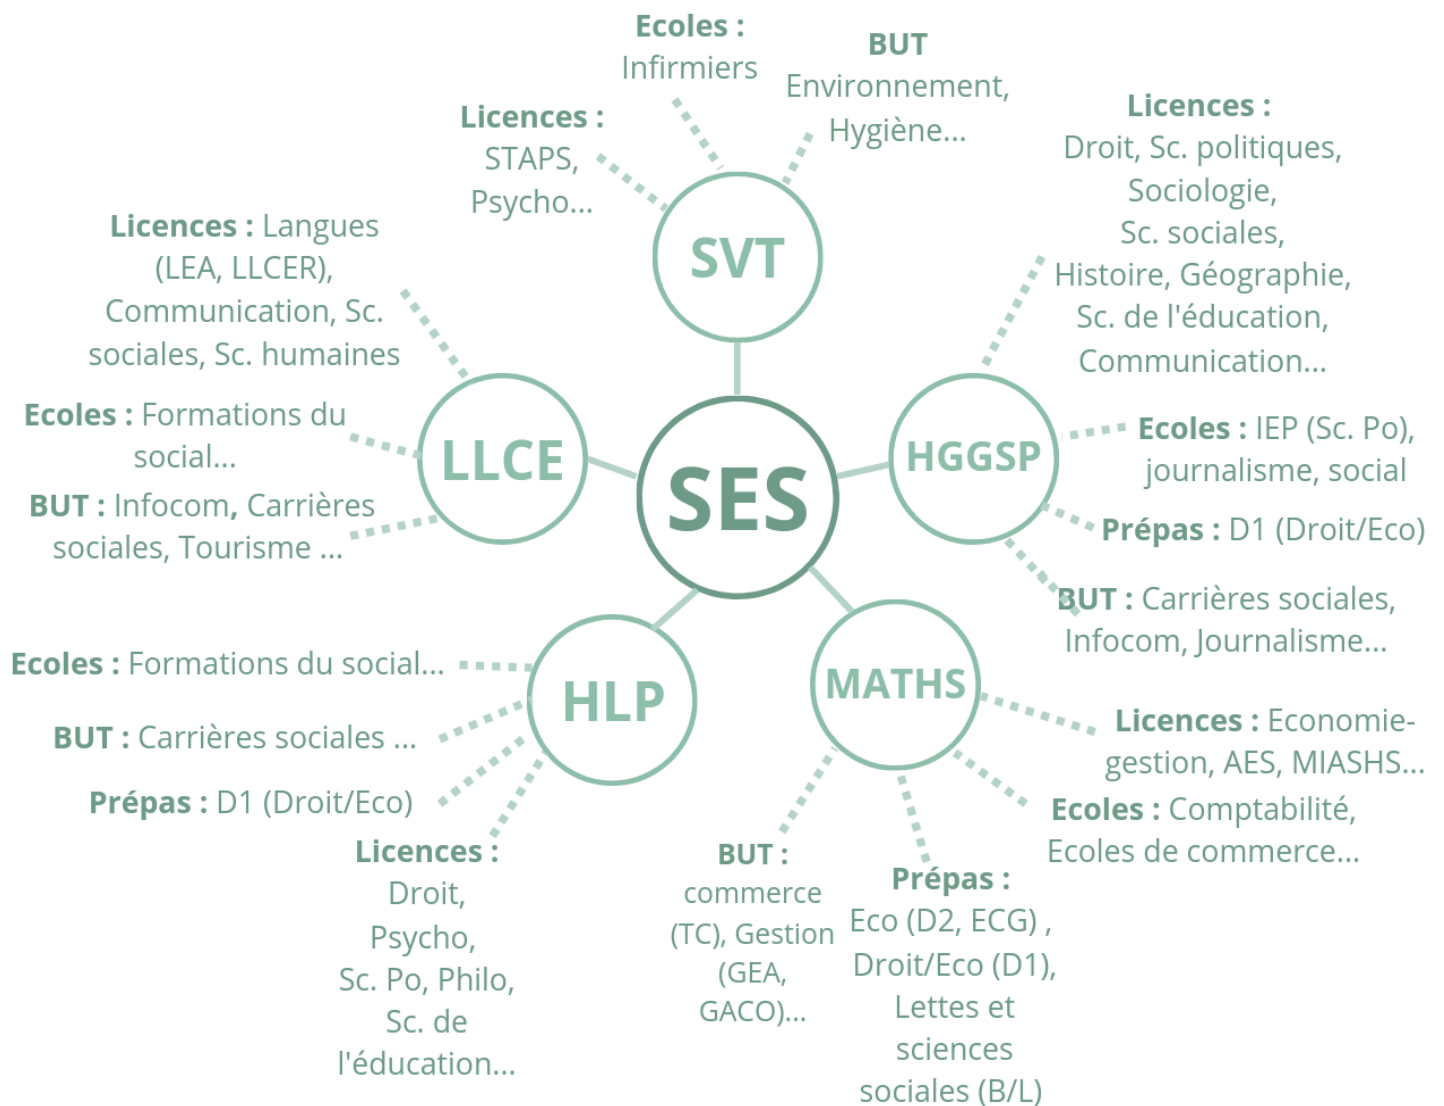 Ecoles :
Infirmiers
BUT
Environnement,
Hygiène...
Licences :
STAPS,
Psycho...
SVT
Licences :
Droit, Sc. politiques,
Sociologie,
Sc. sociales,
Histoire, Géographie,
Sc. de l'éducation,
Communication...
Licences : Langues
(LEA, LLCER),
Communication, Sc.
sociales, Sc. humaines
Ecoles : Formations du
social...
BUT : Infocom, Carrières
sociales, Tourisme ...
LLCE
SES
HGGSP
Ecoles : IEP (Sc. Po),
journalisme, social
Prépas : D1 (Droit/Eco)
BUT : Carrières sociales,
Infocom, Journalisme...
Ecoles : Formations du social...
BUT : Carrières sociales ...
Prépas : D1 (Droit/Eco)
Licences :
Droit,
Psycho,
Sc. Po, Philo,
Sc. de
l'éducation...
HLP
MATHS
Licences : Economie-
gestion, AES, MIASHS...
Ecoles : Comptabilité,
Ecoles de commerce...
BUT :
commerce
(TC), Gestion
(GEA,
GACO)...
Prépas :
Eco (D2, ECG) ,
Droit/Eco (D1),
Lettes et
sciences
sociales (B/L)